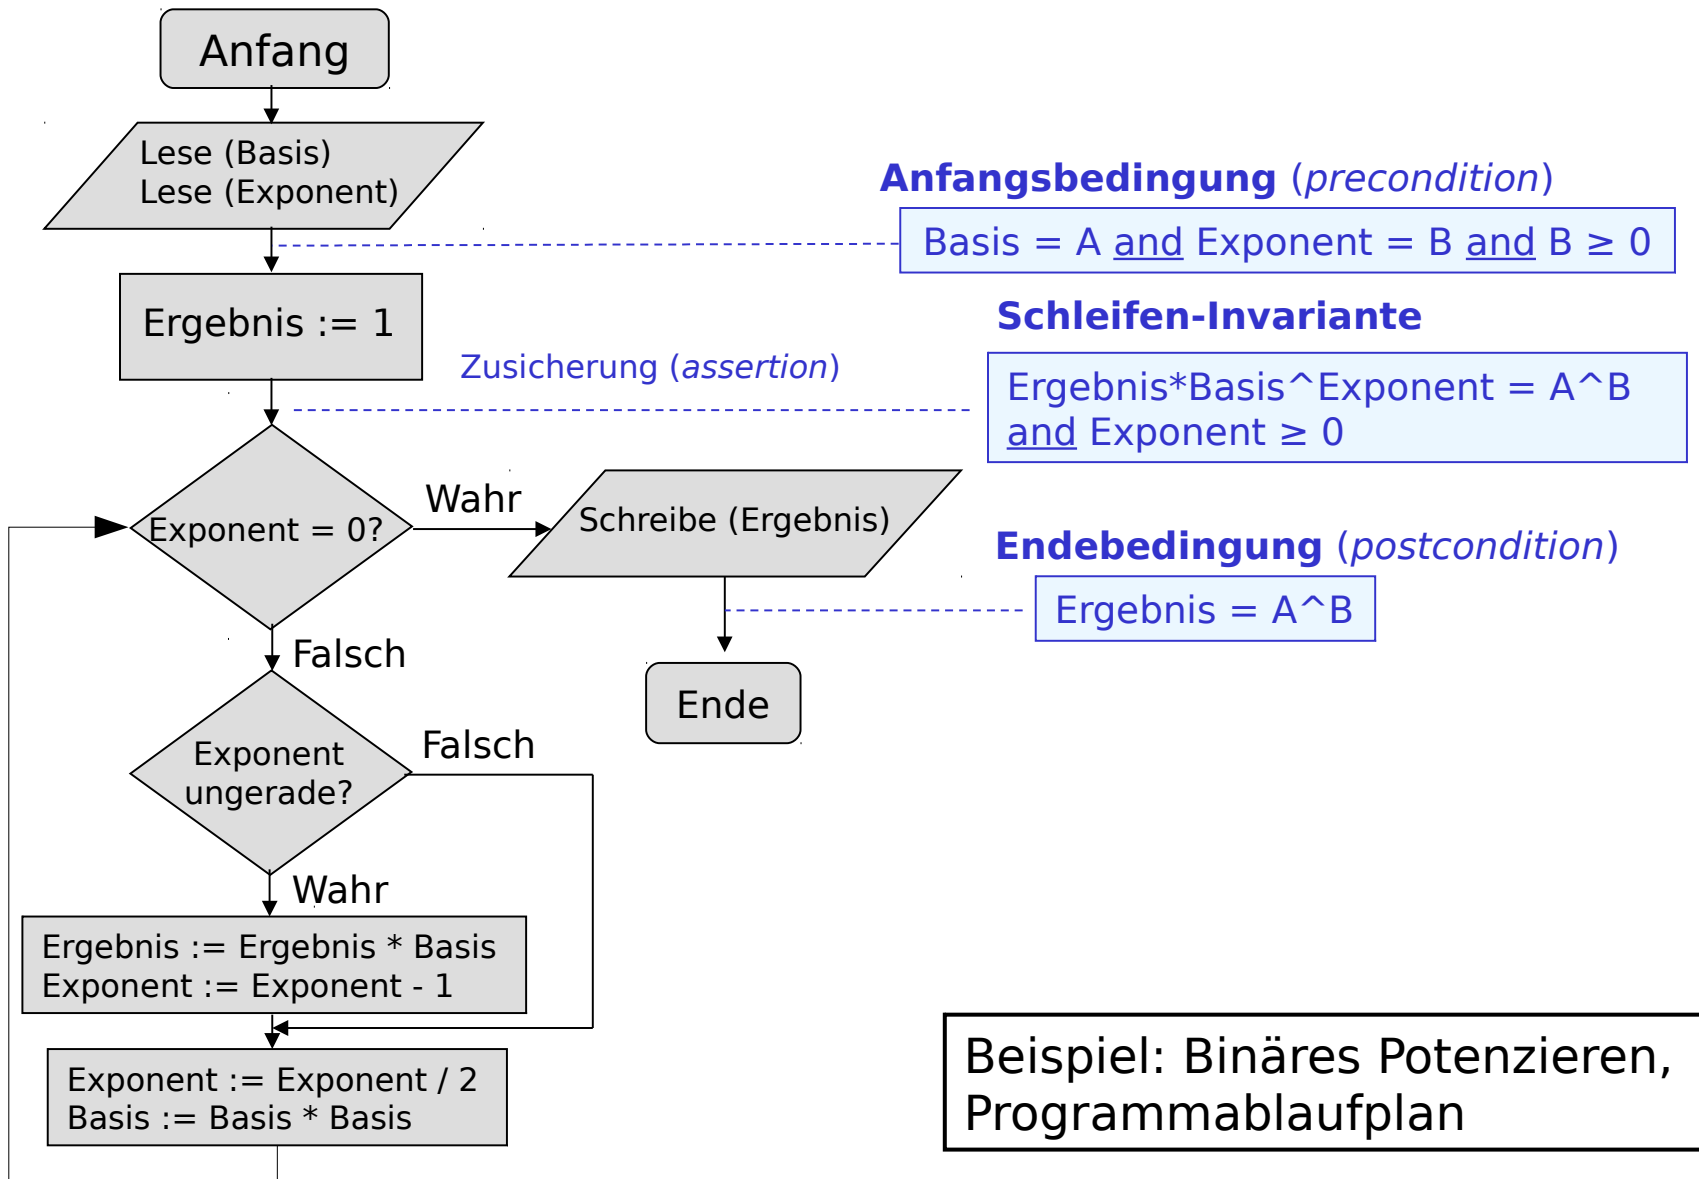 Anfang
Lese (Basis)
Lese (Exponent)
Anfangsbedingung (precondition)
Basis = A and Exponent = B and B ≥ 0
Ergebnis := 1
Schleifen-Invariante
Zusicherung (assertion)
Ergebnis*Basis^Exponent = A^B
and Exponent ≥ 0
Exponent = 0?
Wahr
Schreibe (Ergebnis)
Endebedingung (postcondition)
Ergebnis = A^B
Falsch
Ende
Exponent
ungerade?
Falsch
Wahr
Ergebnis := Ergebnis * Basis
Exponent := Exponent - 1
Exponent := Exponent / 2
Basis := Basis * Basis
Beispiel: Binäres Potenzieren,
Programmablaufplan